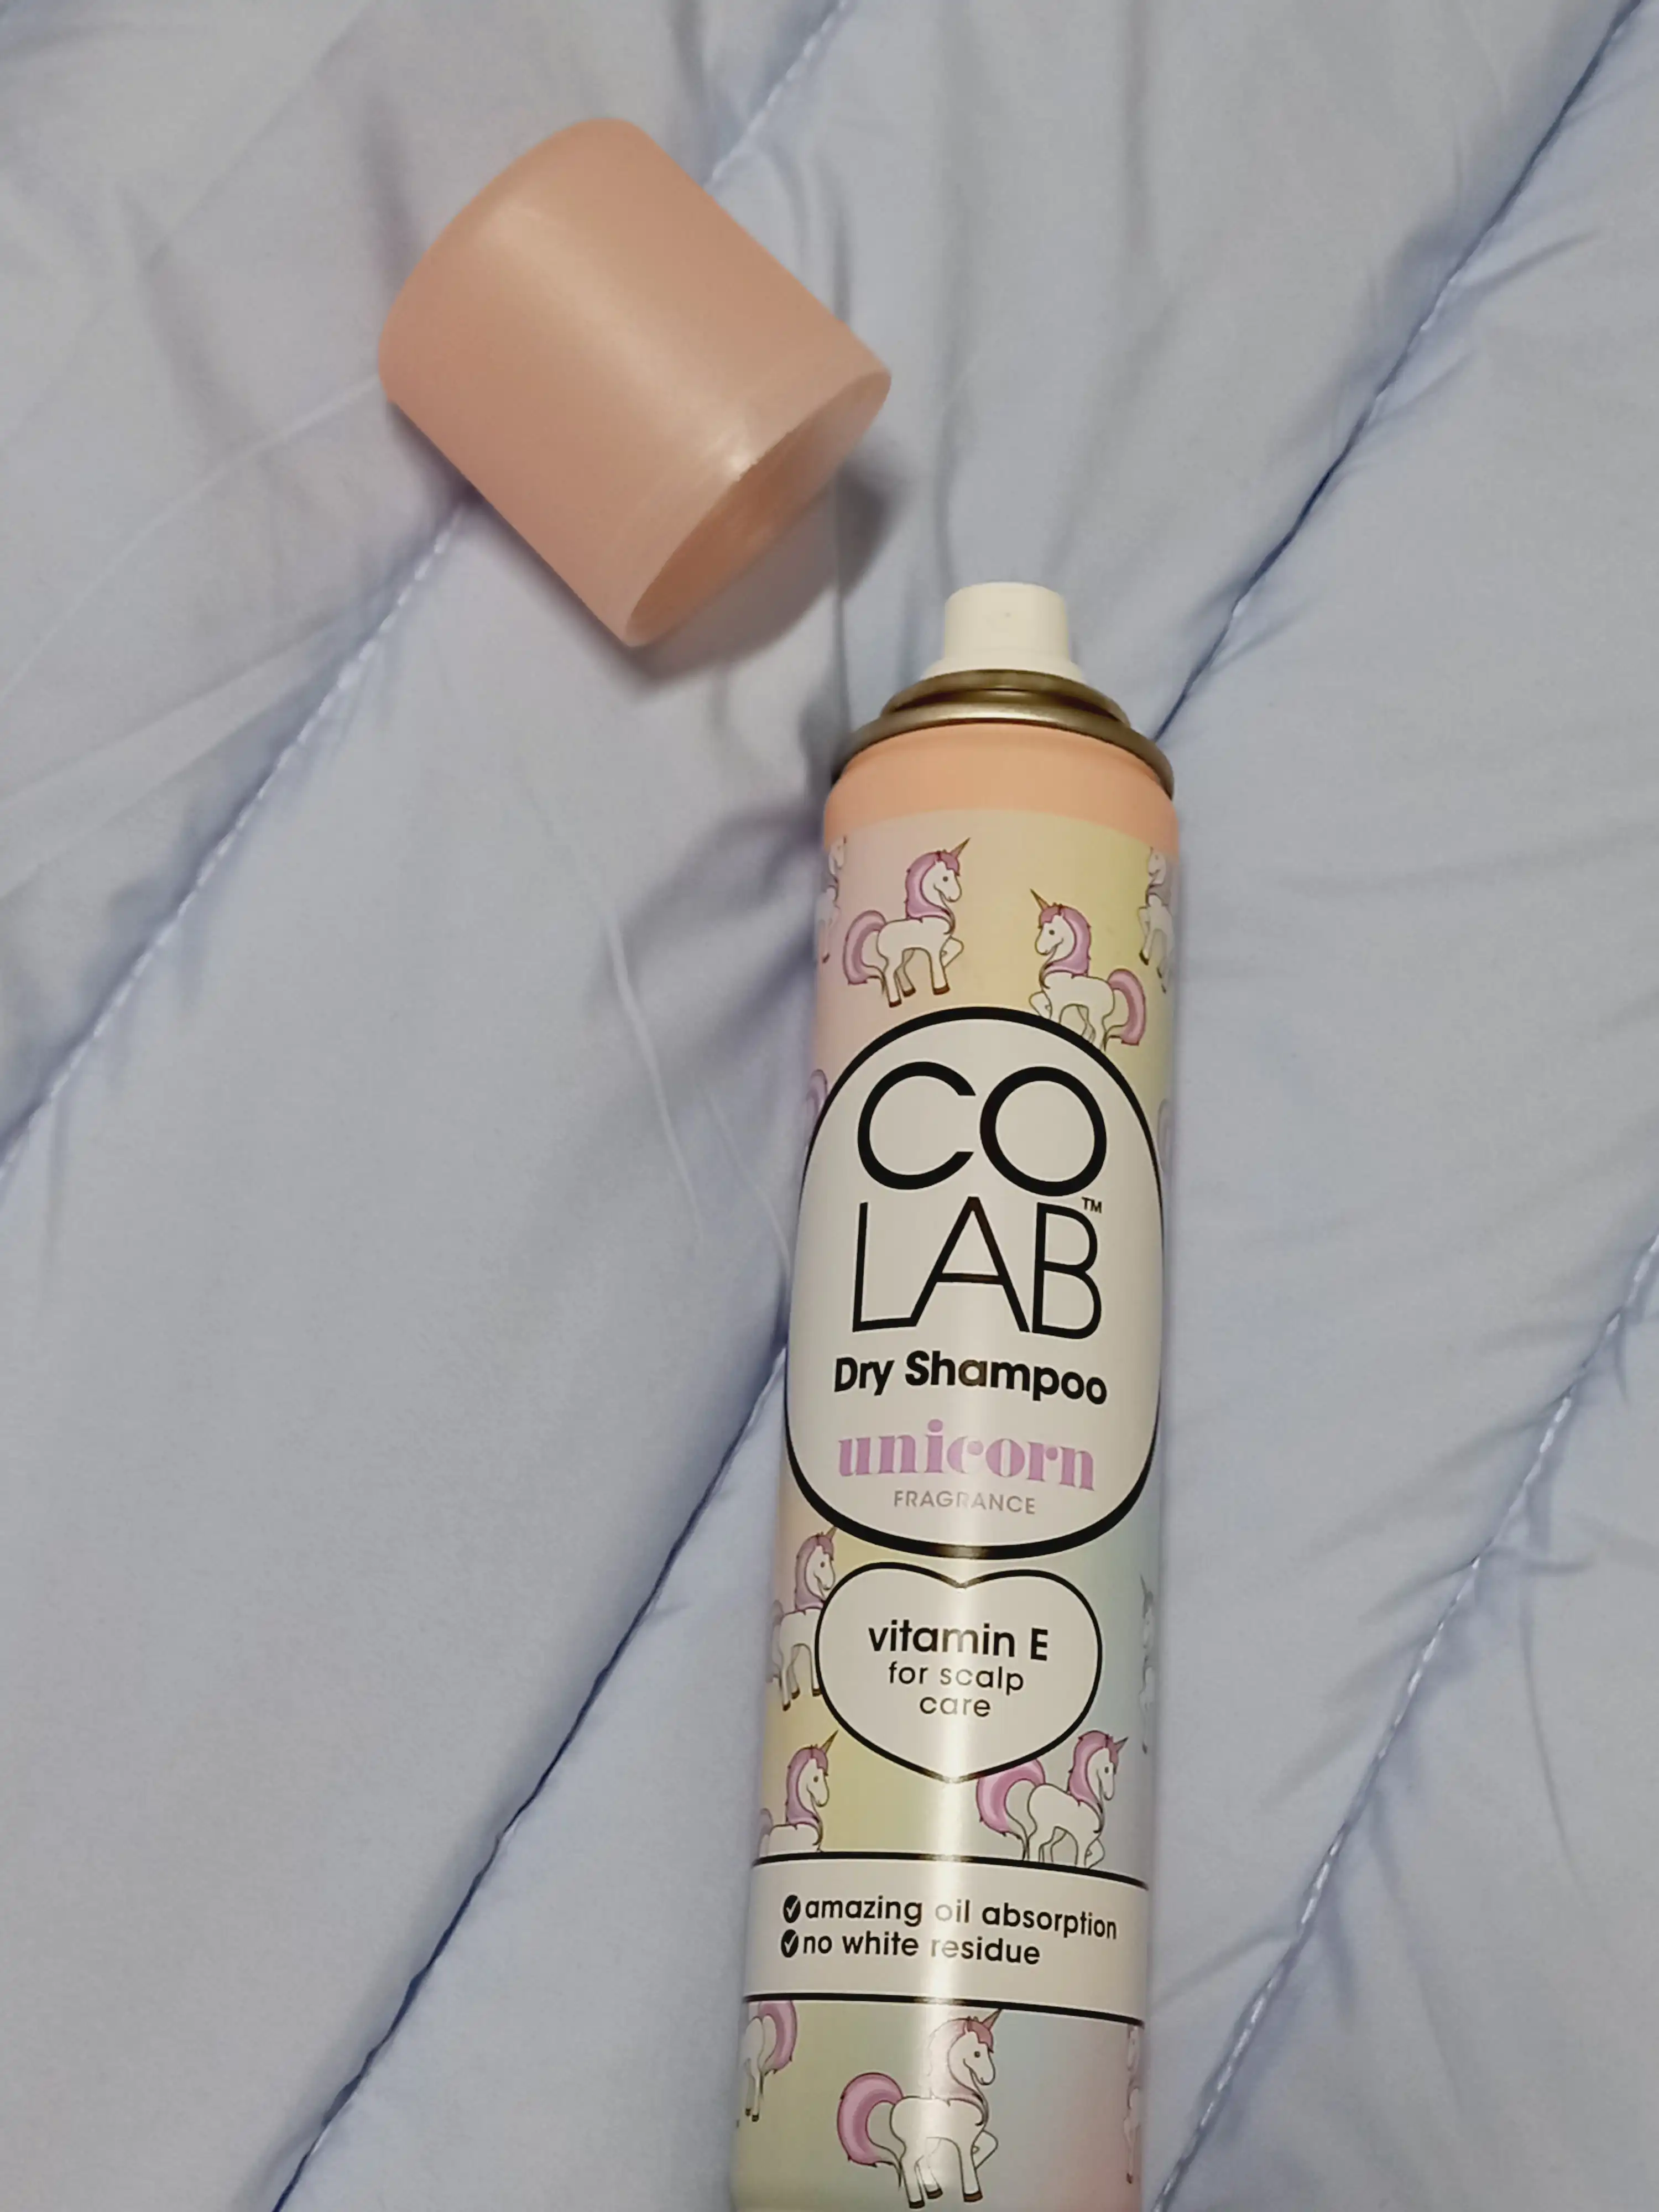 CO
LAB™
Dry Shampoo
unicorn
FRAGRANCE
vitamin E
for scalp
care
amazing oil absorption
no white residue